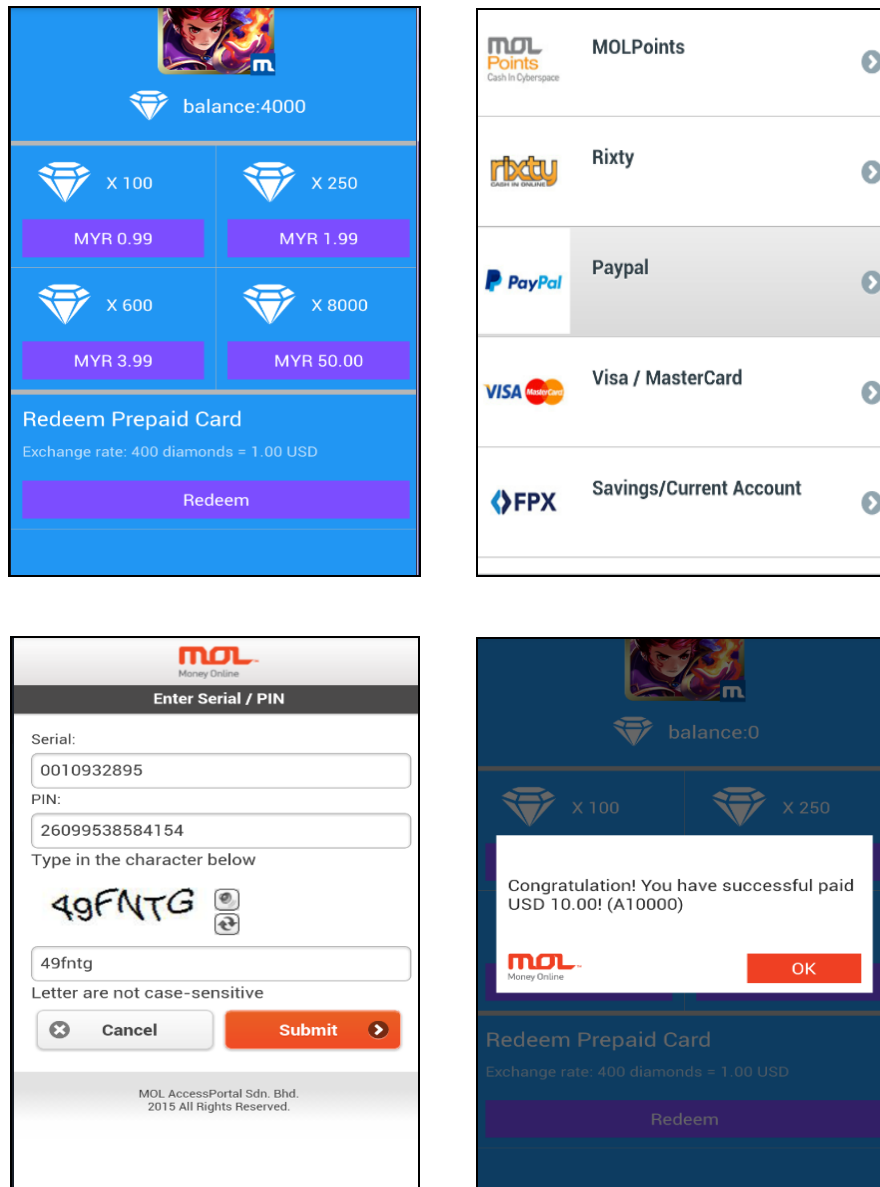 m
balance:4000
X 100
X 250
MYR 0.99
MYR 1.99
X 600
X 8000
MYR 3.99
MYR 50.00
Redeem Prepaid Card
Exchange rate: 400 diamonds = 1.00 USD
Redeem
mol
Points
Cash In Cyberspace
MOLPoints
rixty
CASH IN ONLINE
Rixty
PayPal
Paypal
VISA MasterCard
Visa / MasterCard
FPX
Savings/Current Account
mol
Money Online
Enter Serial / PIN
Serial:
0010932895
PIN:
26099538584154
Type in the character below
49FNTG
49fntg
Letter are not case-sensitive
Cancel
Submit
MOL AccessPortal Sdn. Bhd.
2015 All Rights Reserved.
m
balance:0
X 100
X 250
Congratulation! You have successful paid
USD 10.00! (A10000)
mol
Money Online
OK
Redeem Prepaid Card
Exchange rate: 400 diamonds = 1.00 USD
Redeem